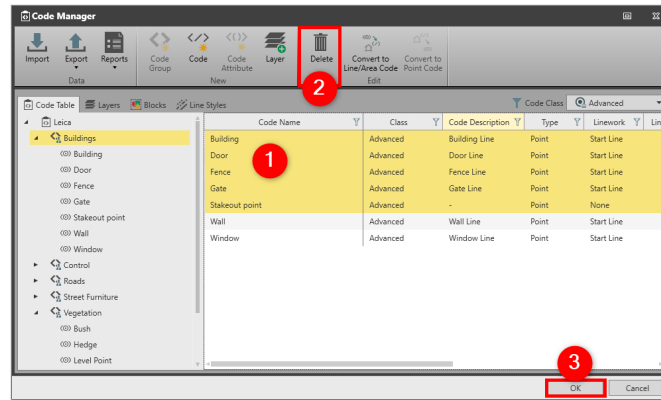 Code Manager
Import Export Reports Code Group Code Code Attribute Layer Delete Convert to Line/Area Code Convert to Point Code
Data New Edit
2
Code Table Layers Blocks Line Styles Code Class Advanced
Leica
Buildings
Building
Door
Fence
Gate
Stakeout point
Wall
Window
Control
Roads
Street Furniture
Vegetation
Bush
Hedge
Level Point
Code Name Class Code Description Type Linework Lin
Building Advanced Building Line Point Start Line
Door Advanced Door Line Point Start Line
1
Fence Advanced Fence Line Point Start Line
Gate Advanced Gate Line Point Start Line
Stakeout point Advanced - Point None
Wall Advanced Wall Line Point Start Line
Window Advanced Window Line Point Start Line
3
OK Cancel